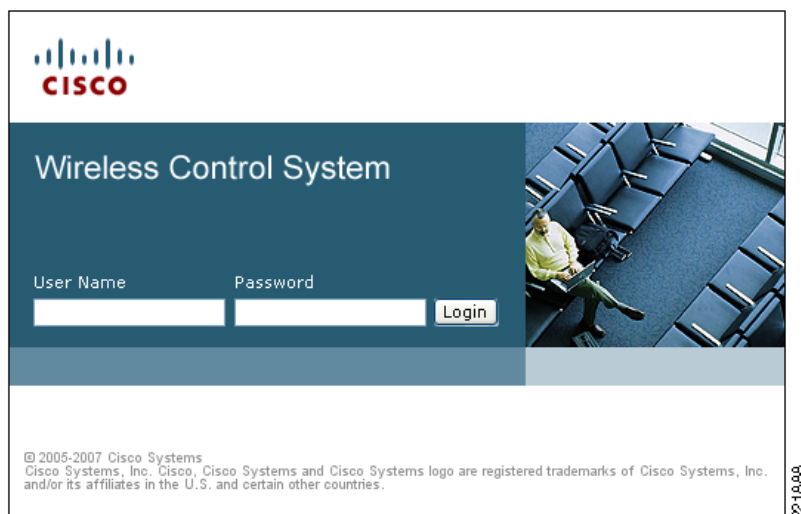 CISCO
Wireless Control System
User Name Password
Login
© 2005-2007 Cisco Systems
Cisco Systems, Inc. Cisco, Cisco Systems and Cisco Systems logo are registered trademarks of Cisco Systems, Inc.
and/or its affiliates in the U.S. and certain other countries.